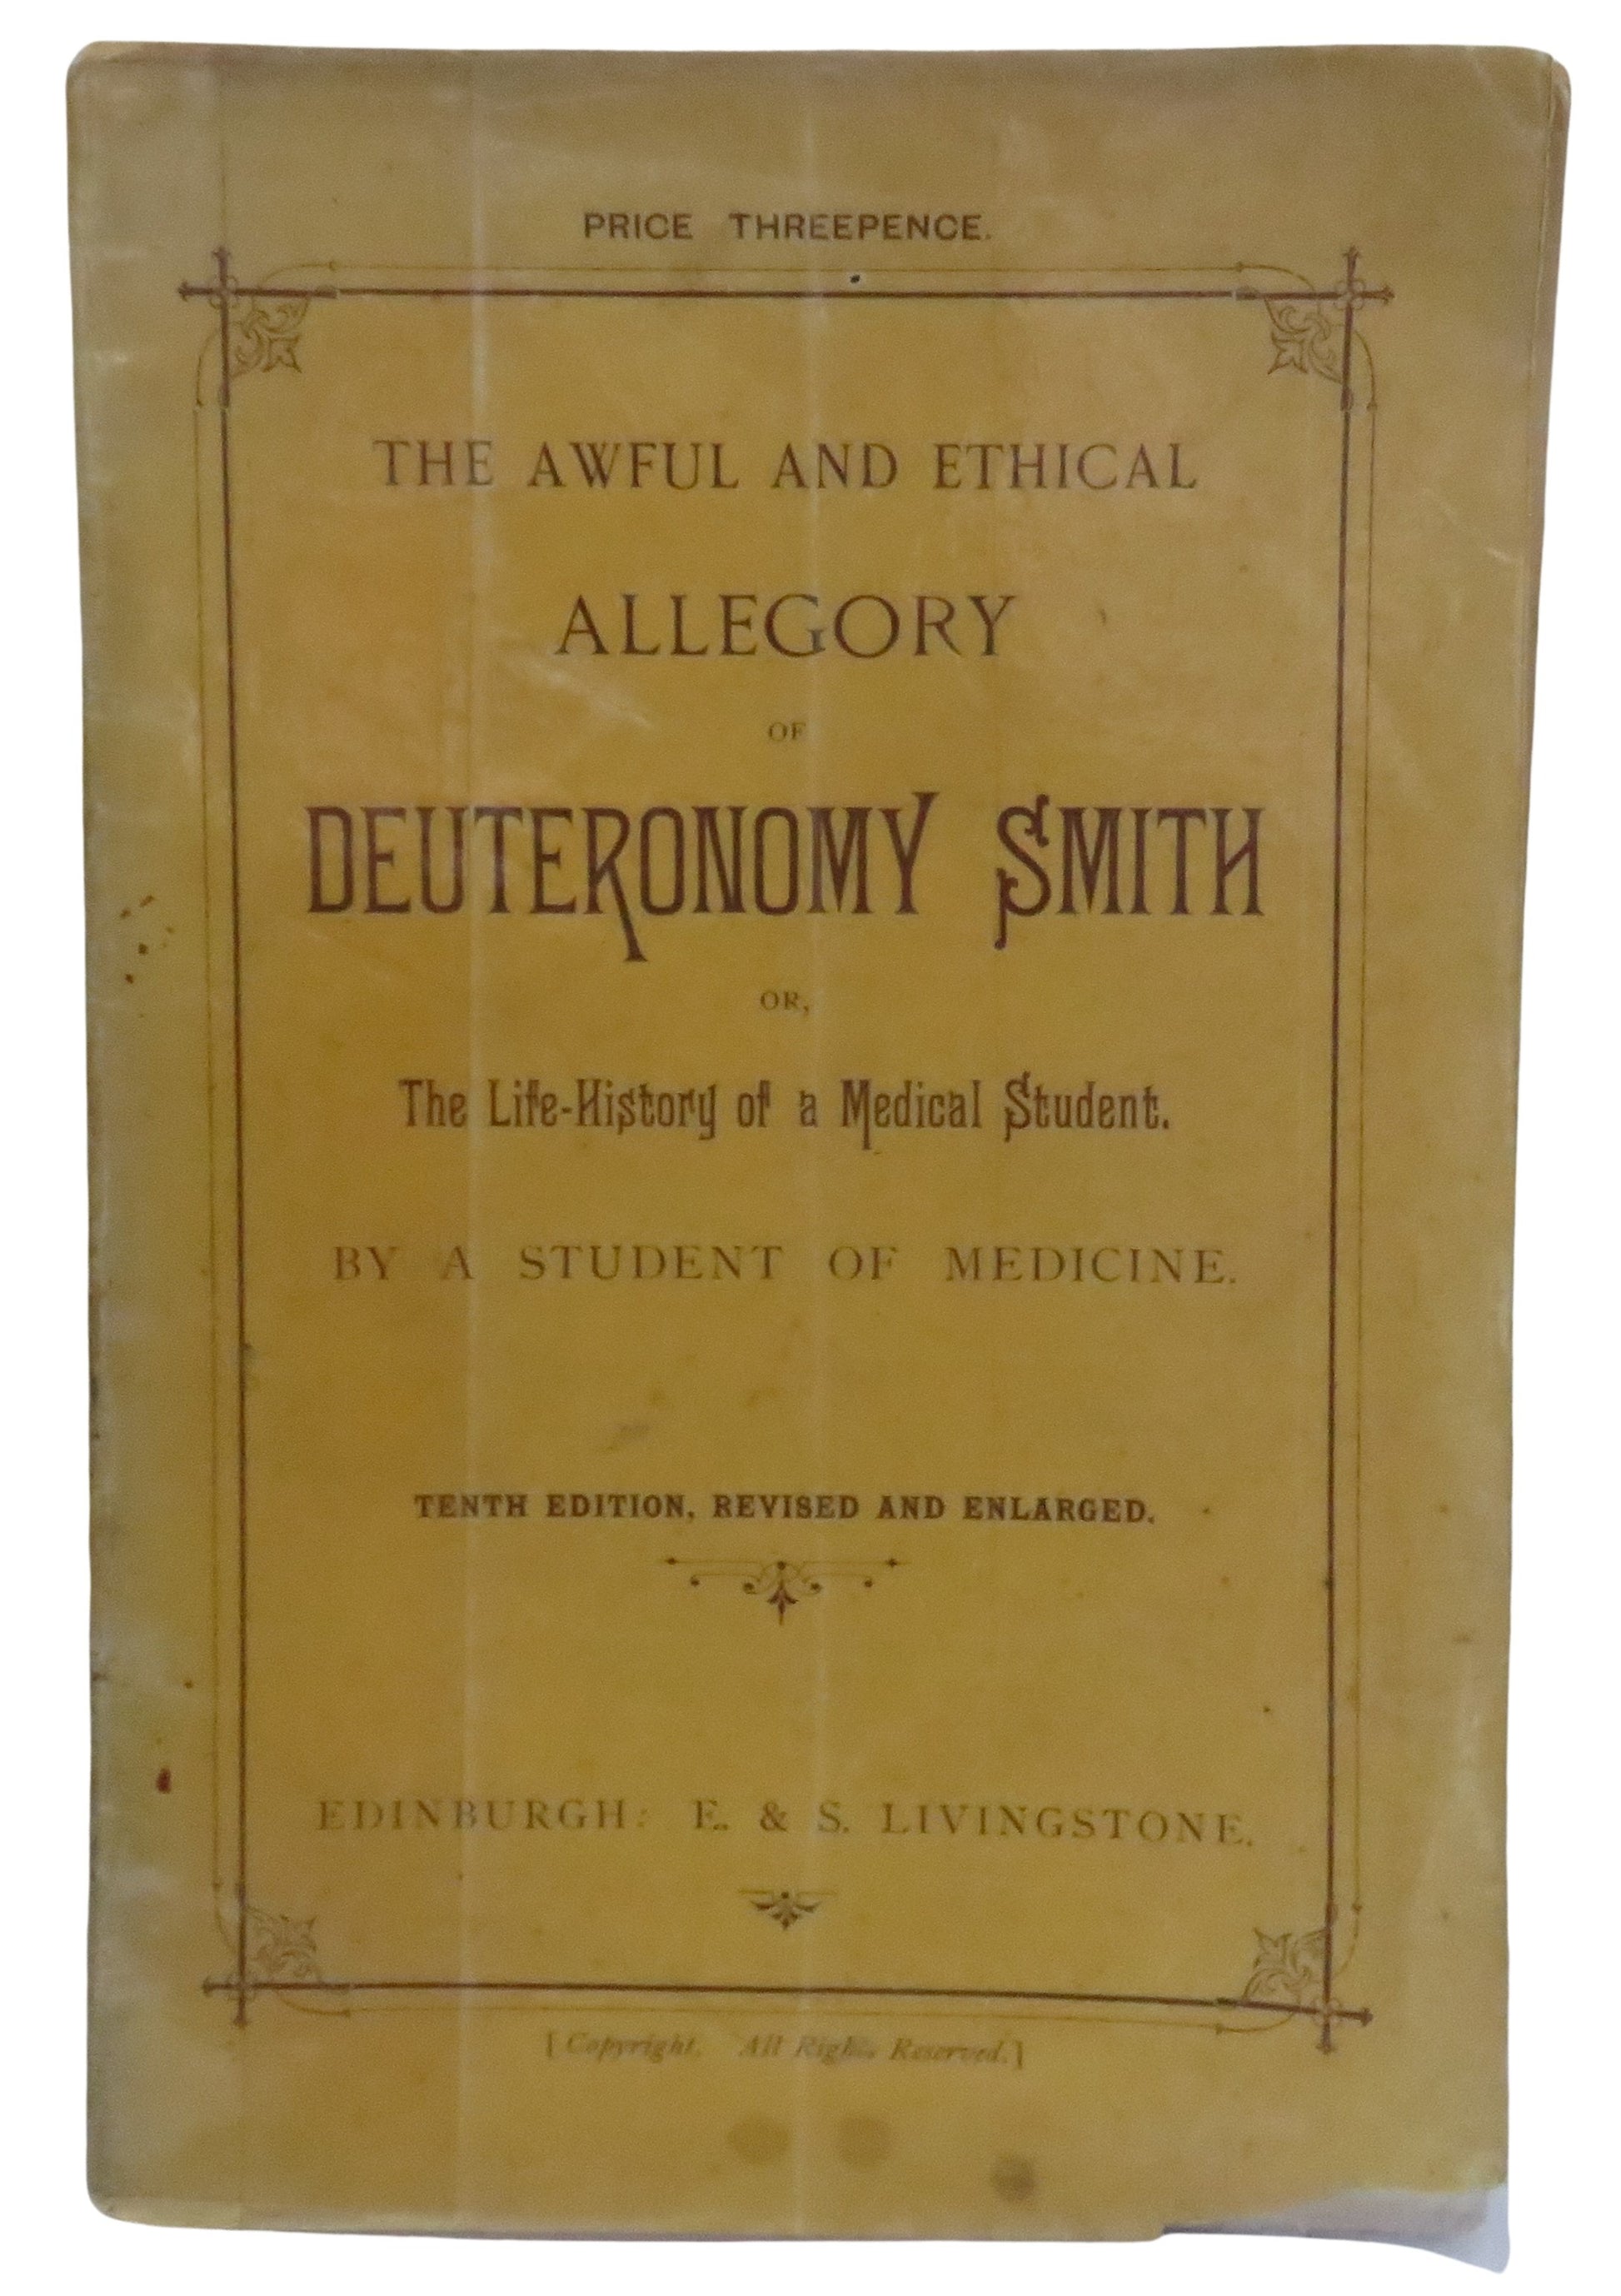 PRICE THREEPENCE.
THE AWFUL AND ETHICAL
ALLEGORY
OF
DEUTERONOMY SMITH
OR,
The Life-History of a Medical Student.
BY A STUDENT OF MEDICINE.
TENTH EDITION, REVISED AND ENLARGED.
EDINBURGH: E. & S. LIVINGSTONE.
[Copyright. All Rights Reserved.]